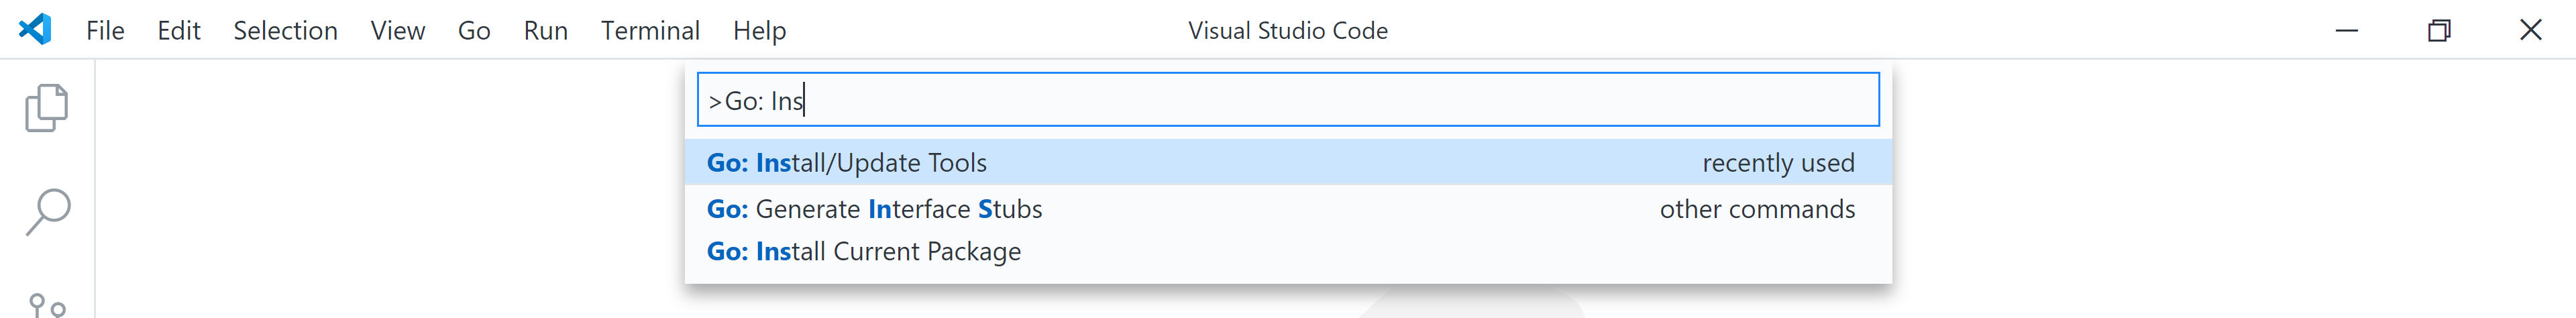 File Edit Selection View Go Run Terminal Help Visual Studio Code
>Go: Ins
Go: Install/Update Tools recently used
Go: Generate Interface Stubs other commands
Go: Install Current Package